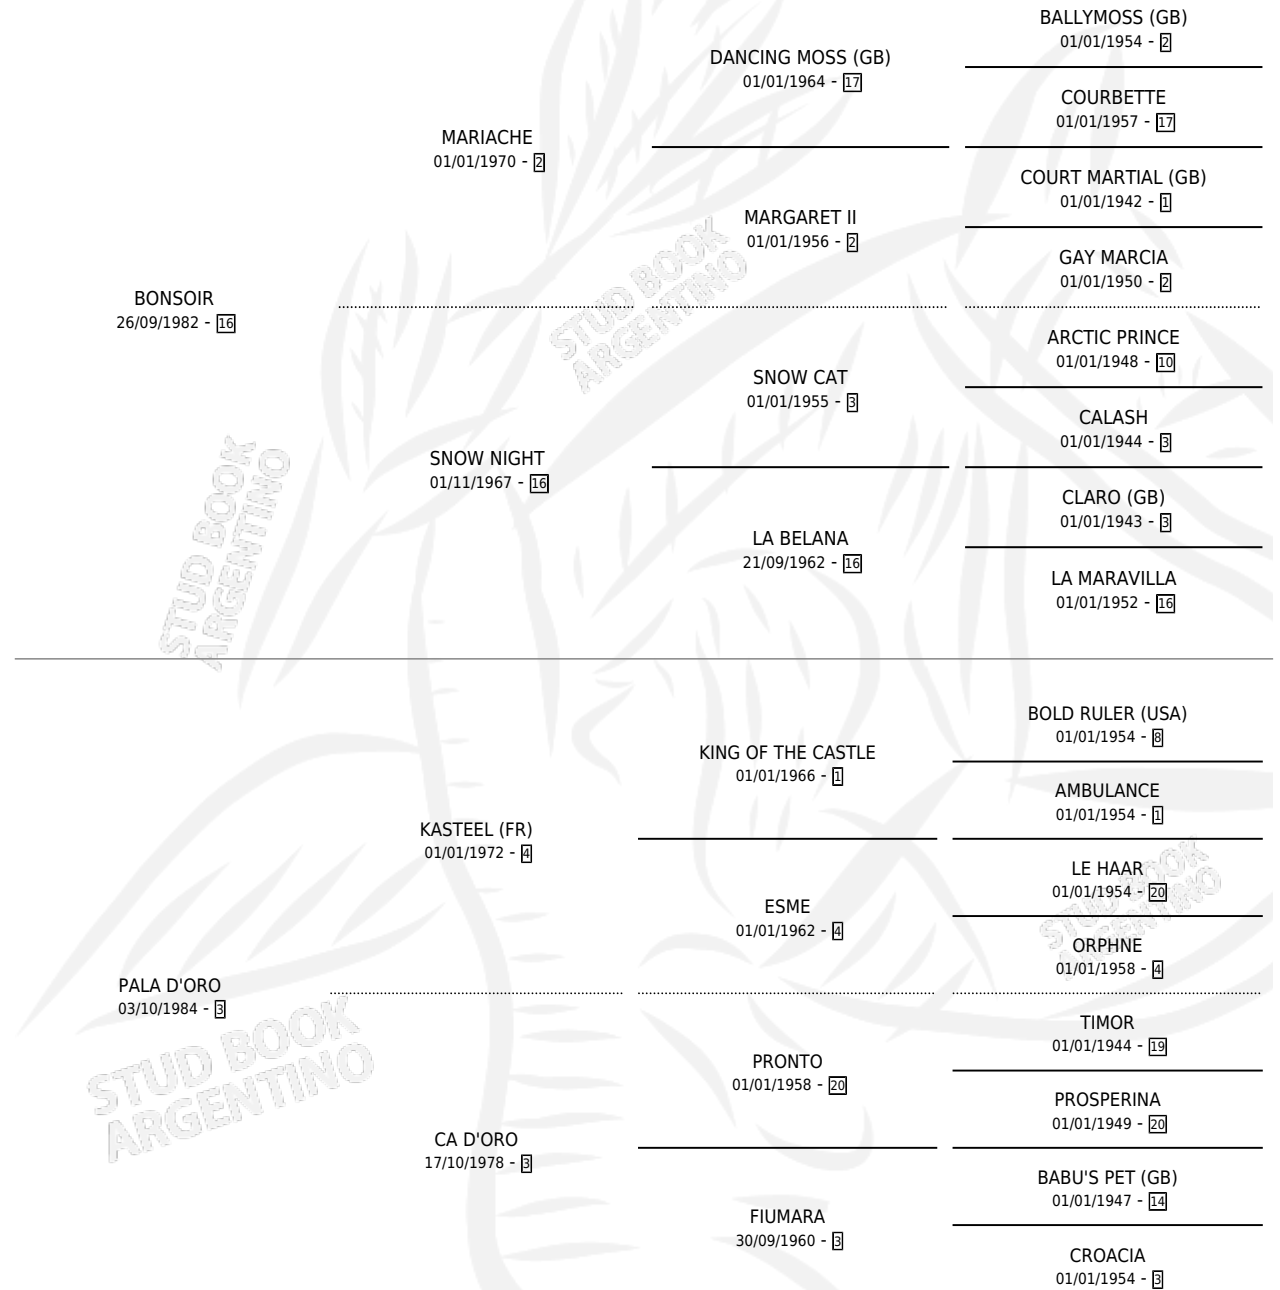 BALLYMOSS (GB)
01/01/1954 - 2
DANCING MOSS (GB)
01/01/1964 - 17
COURBETTE
01/01/1957 - 17
MARIACHE
01/01/1970 - 2
COURT MARTIAL (GB)
01/01/1942 - 1
MARGARET II
01/01/1956 - 2
GAY MARCIA
01/01/1950 - 2
BONSOIR
26/09/1982 - 16
ARCTIC PRINCE
01/01/1948 - 10
SNOW CAT
01/01/1955 - 3
CALASH
01/01/1944 - 3
SNOW NIGHT
01/11/1967 - 16
CLARO (GB)
01/01/1943 - 3
LA BELANA
21/09/1962 - 16
LA MARAVILLA
01/01/1952 - 16
BOLD RULER (USA)
01/01/1954 - 8
KING OF THE CASTLE
01/01/1966 - 1
AMBULANCE
01/01/1954 - 1
KASTEEL (FR)
01/01/1972 - 4
LE HAAR
01/01/1954 - 20
ESME
01/01/1962 - 4
ORPHNE
01/01/1958 - 4
PALA D'ORO
03/10/1984 - 3
TIMOR
01/01/1944 - 19
PRONTO
01/01/1958 - 20
PROSPERINA
01/01/1949 - 20
CA D'ORO
17/10/1978 - 3
BABU'S PET (GB)
01/01/1947 - 14
FIUMARA
30/09/1960 - 3
CROACIA
01/01/1954 - 3
STUD BOOK
ARGENTINO
STUD BOOK
ARGENTINO
STUD BOOK
ARGENTINO
STUD BOOK
ARGENTINO